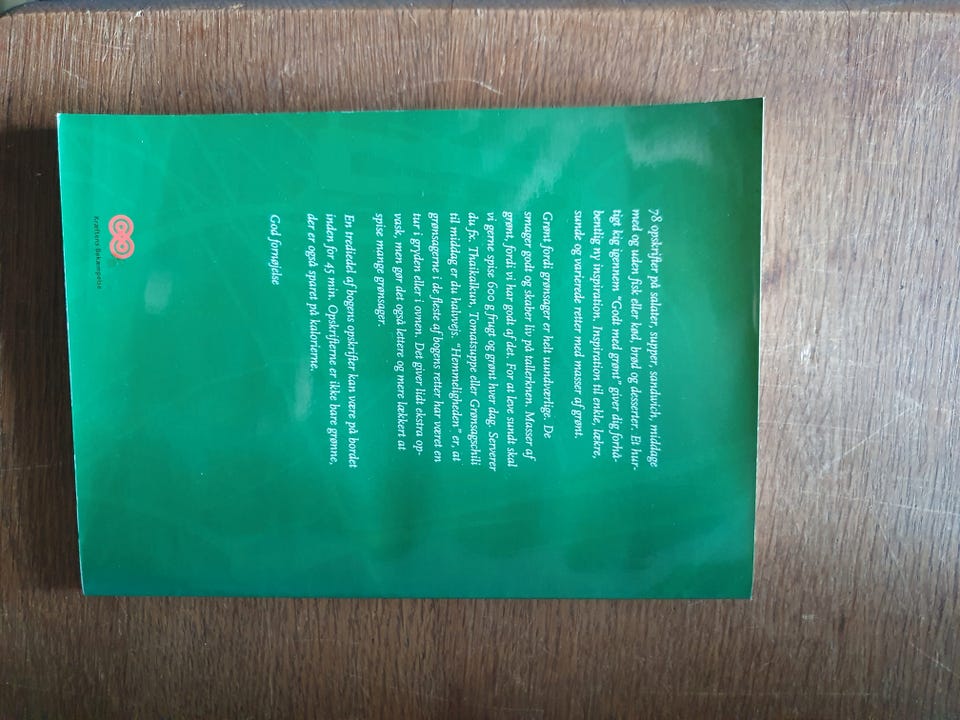 78 opskrifter på salater, supper, sandwich, middage
med og uden fisk eller kød, brød og desserter. Et hur-
tigt kig igennem "Godt med grønt" giver dig forhå-
bentlig ny inspiration. Inspiration til enkle, lækre,
sunde og varierede retter med masser af grønt.
Grønt fordi grønsager er helt uundværlige. De
smager godt og skaber liv på tallerknen. Masser af
grønt, fordi vi har godt af det. For at leve sundt skal
vi gerne spise 600 g frugt og grønt hver dag. Serverer
du fx. Thaikalkun, Tomatsuppe eller Grønsagschili
til middag er du halvvejs. "Hemmeligheden" er, at
grønsagerne i de fleste af bogens retter har været en
tur i gryden eller i ovnen. Det giver lidt ekstra op-
vask, men gør det også lettere og mere lækkert at
spise mange grønsager.
En trediedel af bogens opskrifter kan være på bordet
inden for 45 min. Opskrifterne er ikke bare grønne,
der er også sparet på kalorierne.
God fornøjelse
Kræftens Bekæmpelse